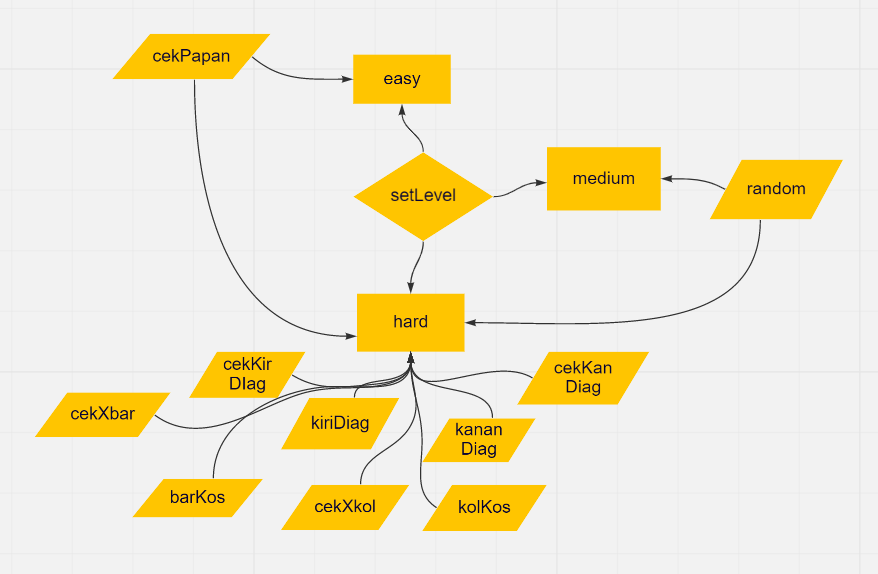 cekPapan
easy
setLevel
medium
random
hard
cekKir
DIag
cekKan
Diag
cekXbar
kiriDiag
kanan
Diag
barKos
cekXkol
kolKos